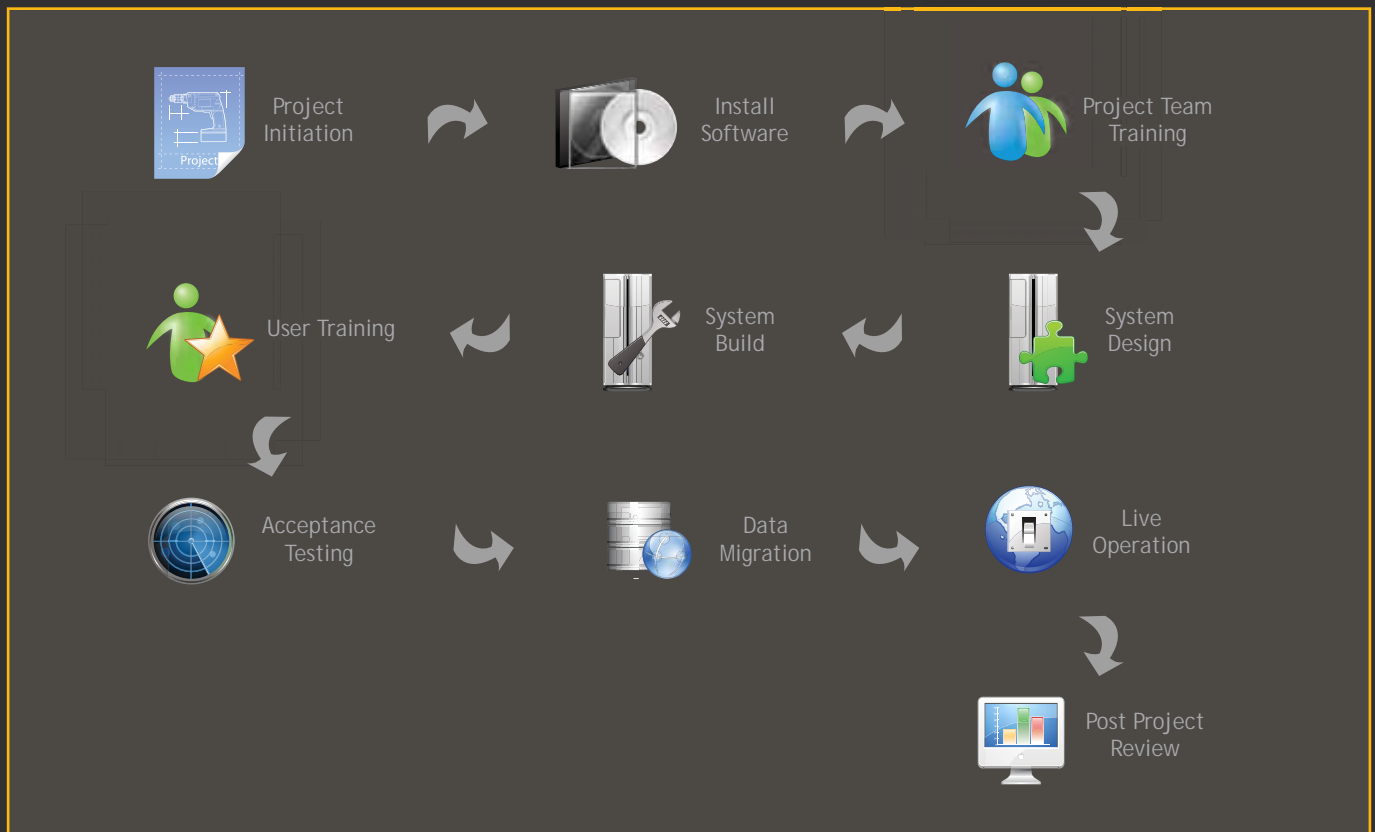 Project
Initiation
Project
Install
Software
Project Team
Training
System
Design
System
Build
User Training
Acceptance
Testing
Data
Migration
Live
Operation
Post Project
Review